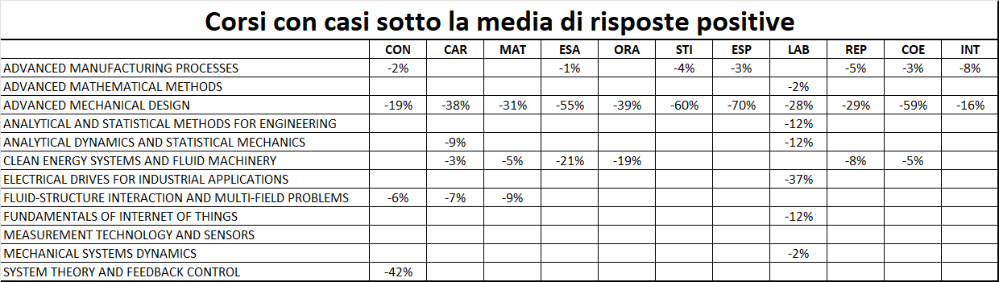 Corsi con casi sotto la media di risposte positive
CON CAR MAT ESA ORA STI ESP LAB REP COE INT
ADVANCED MANUFACTURING PROCESSES -2% -1% -4% -3% -5% -3% -8%
ADVANCED MATHEMATICAL METHODS -2%
ADVANCED MECHANICAL DESIGN -19% -38% -31% -55% -39% -60% -70% -28% -29% -59% -16%
ANALYTICAL AND STATISTICAL METHODS FOR ENGINEERING -12%
ANALYTICAL DYNAMICS AND STATISTICAL MECHANICS -9% -12%
CLEAN ENERGY SYSTEMS AND FLUID MACHINERY -3% -5% -21% -19% -8% -5%
ELECTRICAL DRIVES FOR INDUSTRIAL APPLICATIONS -37%
FLUID-STRUCTURE INTERACTION AND MULTI-FIELD PROBLEMS -6% -7% -9%
FUNDAMENTALS OF INTERNET OF THINGS -12%
MEASUREMENT TECHNOLOGY AND SENSORS
MECHANICAL SYSTEMS DYNAMICS -2%
SYSTEM THEORY AND FEEDBACK CONTROL -42%